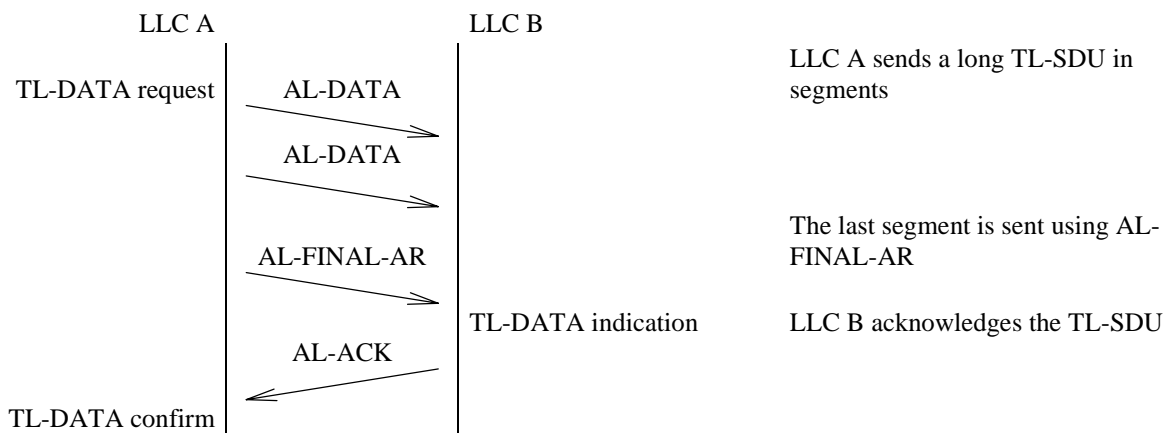 LLC A
LLC B
LLC A sends a long TL-SDU in
segments
TL-DATA request
AL-DATA
AL-DATA
The last segment is sent using AL-
FINAL-AR
AL-FINAL-AR
TL-DATA indication
LLC B acknowledges the TL-SDU
AL-ACK
TL-DATA confirm